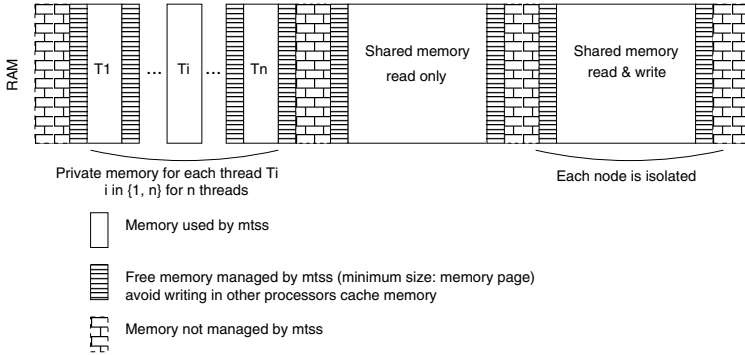 RAM
T1
...
Ti
...
Tn
Shared memory
read only
Shared memory
read & write
Private memory for each thread Ti
i in {1, n} for n threads
Each node is isolated
Memory used by mtss
Free memory managed by mtss (minimum size: memory page)
avoid writing in other processors cache memory
Memory not managed by mtss